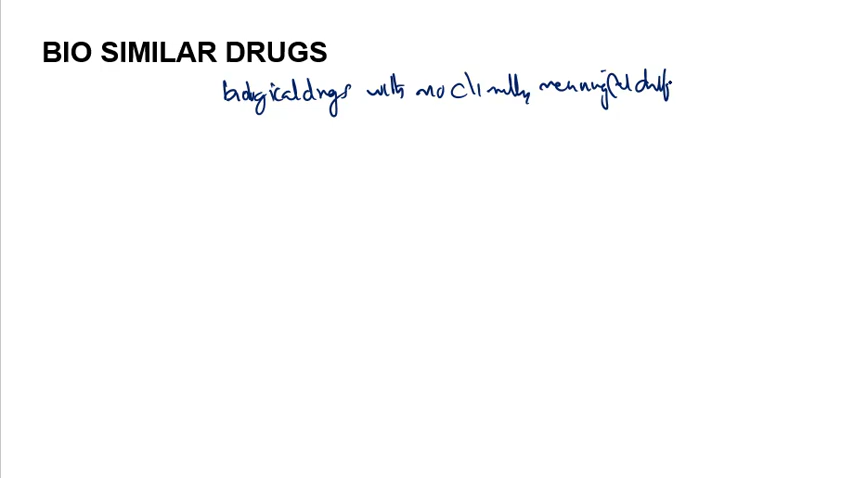 BIO SIMILAR DRUGS
biological drugs with no clinically meaningful diff